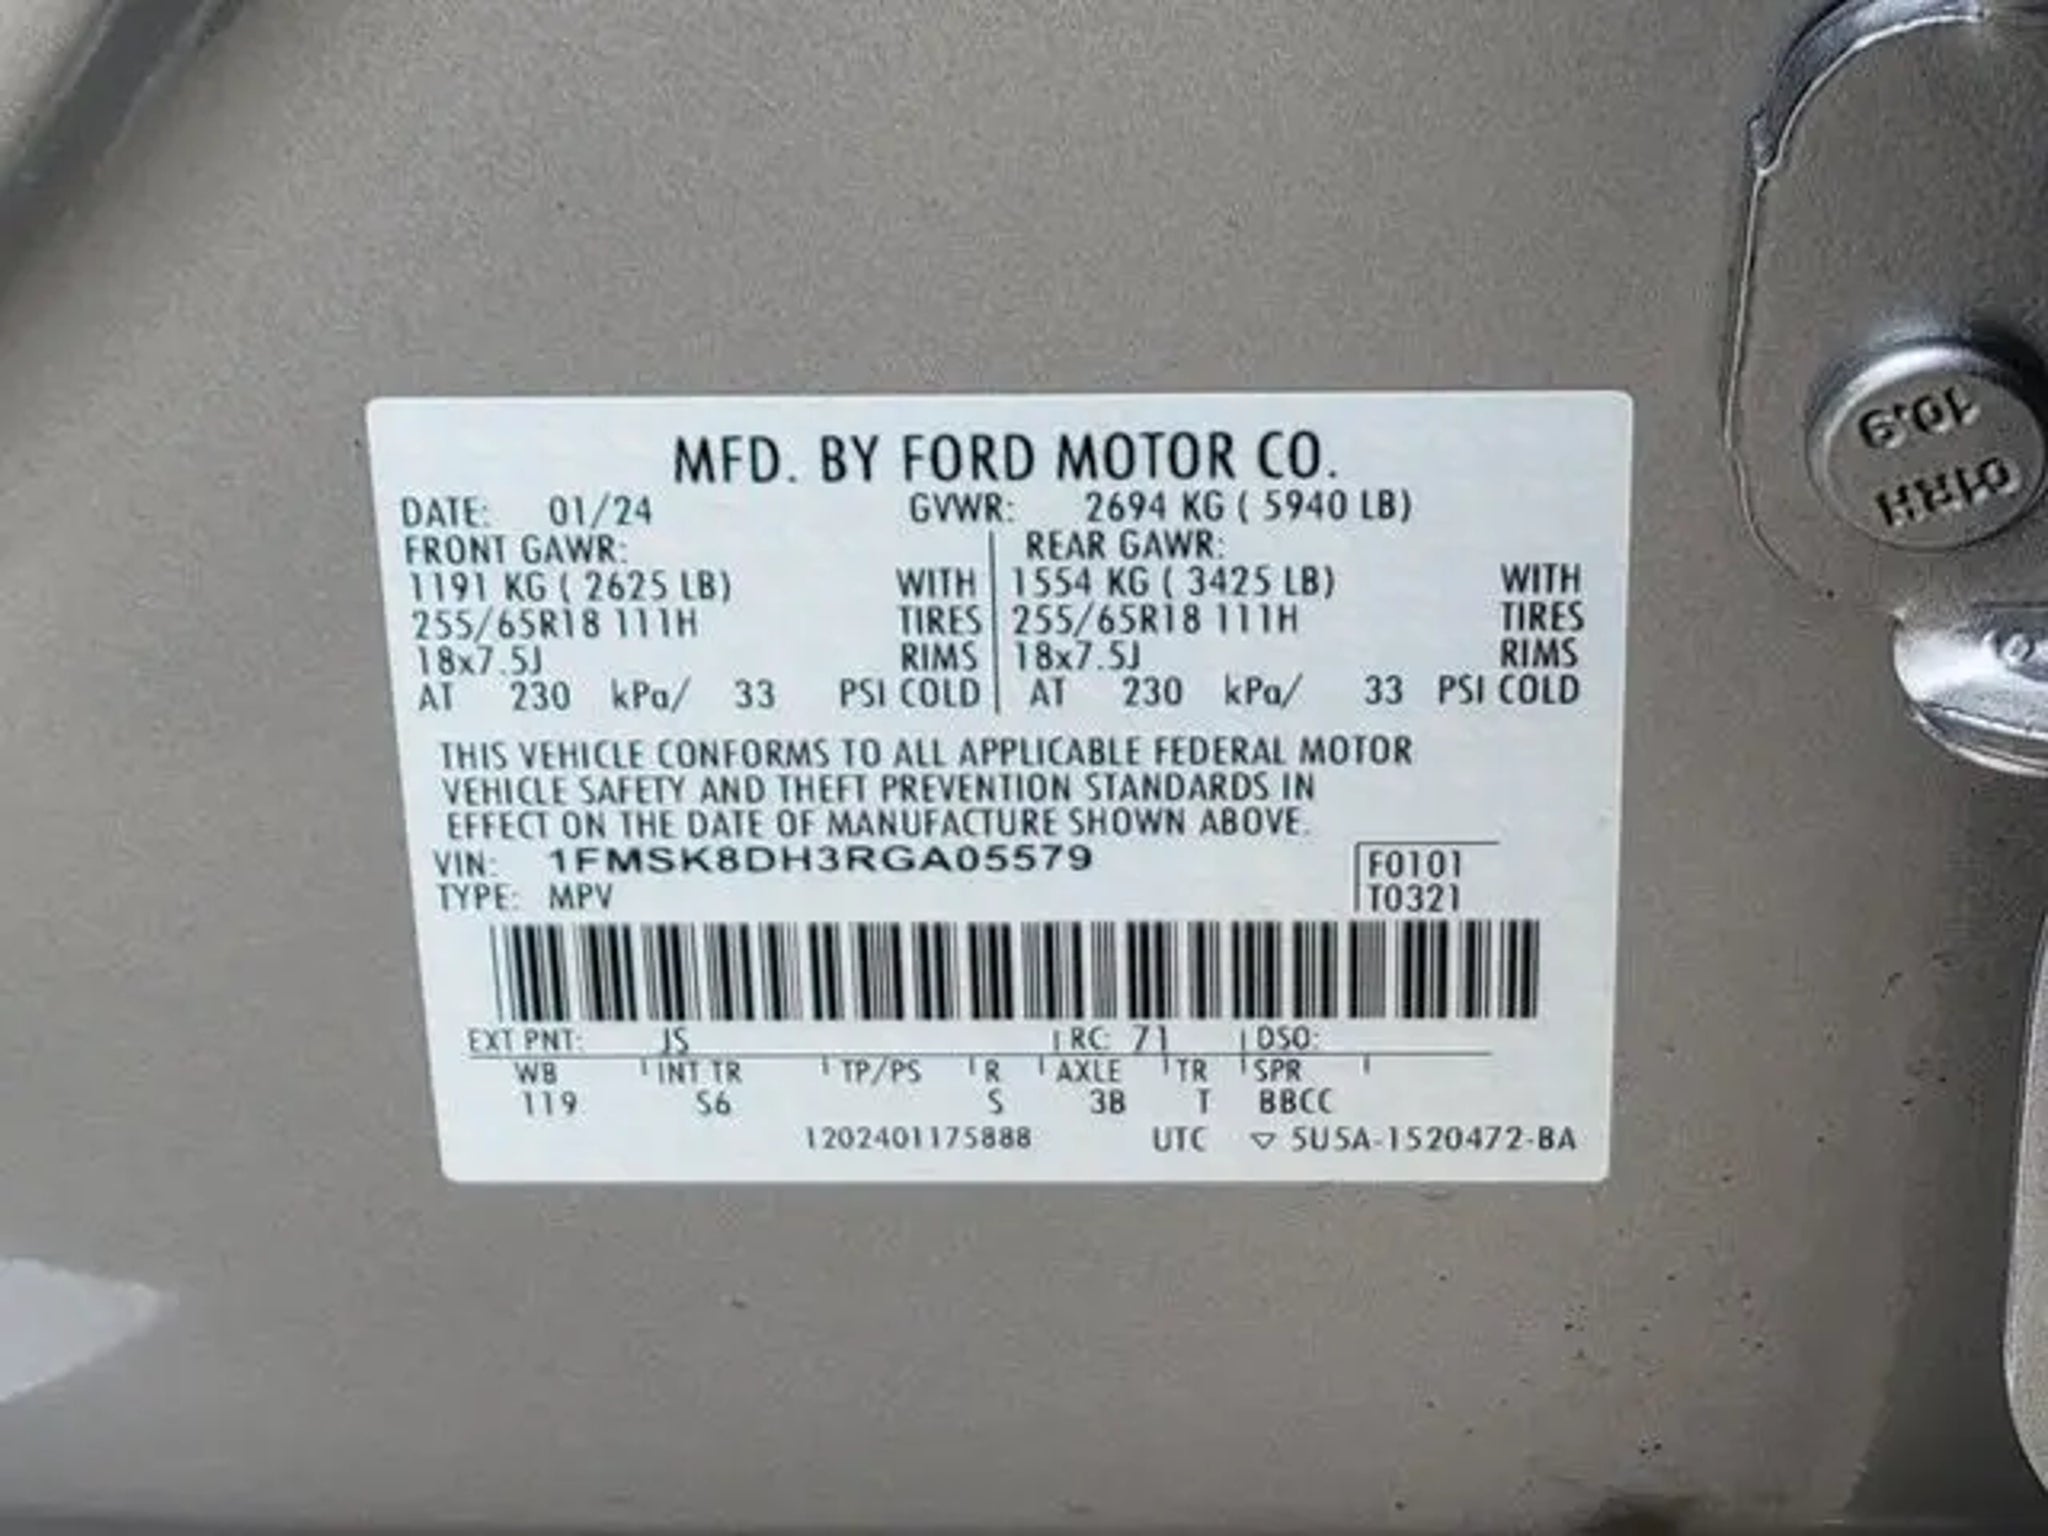 MFD. BY FORD MOTOR CO.
DATE: 01/24 GVWR: 2694 KG ( 5940 LB)
FRONT GAWR: REAR GAWR:
1191 KG ( 2625 LB) WITH 1554 KG ( 3425 LB) WITH
255/65R18 111H TIRES 255/65R18 111H TIRES
18x7.5J RIMS 18x7.5J RIMS
AT 230 kPa/ 33 PSI COLD AT 230 kPa/ 33 PSI COLD
THIS VEHICLE CONFORMS TO ALL APPLICABLE FEDERAL MOTOR
VEHICLE SAFETY AND THEFT PREVENTION STANDARDS IN
EFFECT ON THE DATE OF MANUFACTURE SHOWN ABOVE.
VIN: 1FMSK8DH3RGA05579 F0101
TYPE: MPV T0321
EXT PNT: JS RC: 71 DSO:
WB INT TR TP/PS R AXLE TR SPR
119 S6 S 3B T BBCC
1202401175888 UTC ▽ 5U5A-1520472-BA
10.9